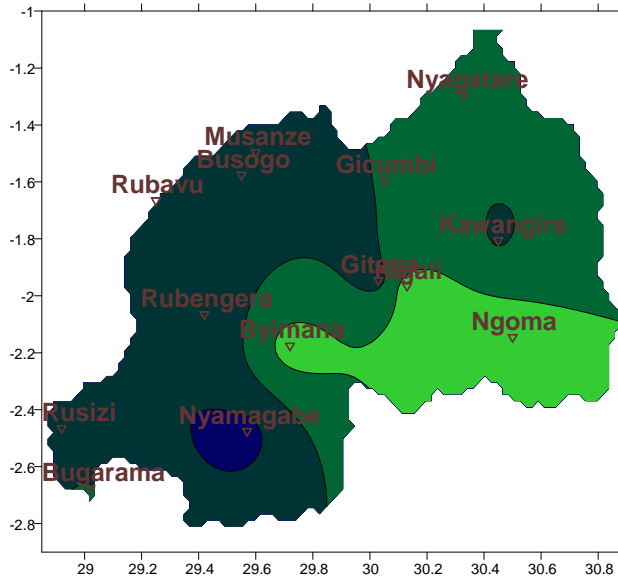 -1
Nyagatare
-1.2
-1.4
Musanze
Busogo
Gicumbi
-1.6
Rubavu
Kawangire
-1.8
Gitega
Kigali
-2
Rubengera
Ngoma
Byimana
-2.2
-2.4
Rusizi
Nyamagabe
-2.6
Bugarama
-2.8
29 29.2 29.4 29.6 29.8 30 30.2 30.4 30.6 30.8